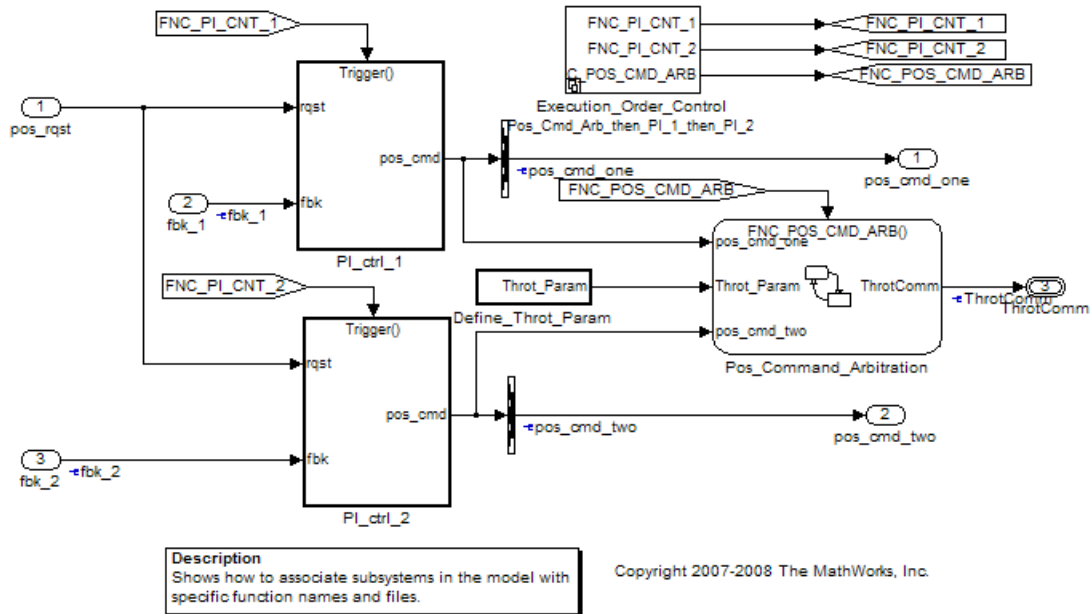 FNC_PI_CNT_1
Trigger()
rqst
fbk
pos_cmd
PI_ctrl_1
1
pos_rqst
2
fbk_1
fbk_1
FNC_PI_CNT_1
FNC_PI_CNT_2
C_POS_CMD_ARB
Execution_Order_Control
Pos_Cmd_Arb_then_PI_1_then_PI_2
FNC_PI_CNT_1
FNC_PI_CNT_2
FNC_POS_CMD_ARB
pos_cmd_one
1
pos_cmd_one
FNC_POS_CMD_ARB
FNC_POS_CMD_ARB()
pos_cmd_one
Throt_Param
pos_cmd_two
ThrotComm
Pos_Command_Arbitration
ThrotComm
3
ThrotComm
Throt_Param
Define_Throt_Param
FNC_PI_CNT_2
Trigger()
rqst
fbk
pos_cmd
PI_ctrl_2
3
fbk_2
fbk_2
pos_cmd_two
2
pos_cmd_two
Description
Shows how to associate subsystems in the model with
specific function names and files.
Copyright 2007-2008 The MathWorks, Inc.